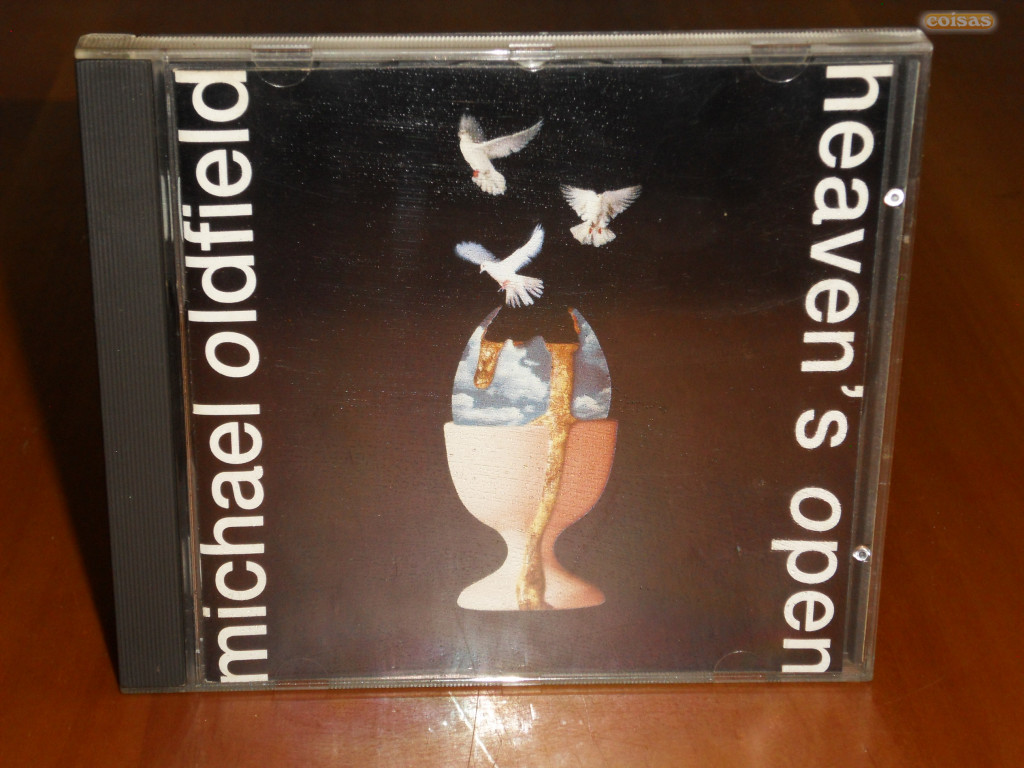 michael oldfield
heaven's open
coisas